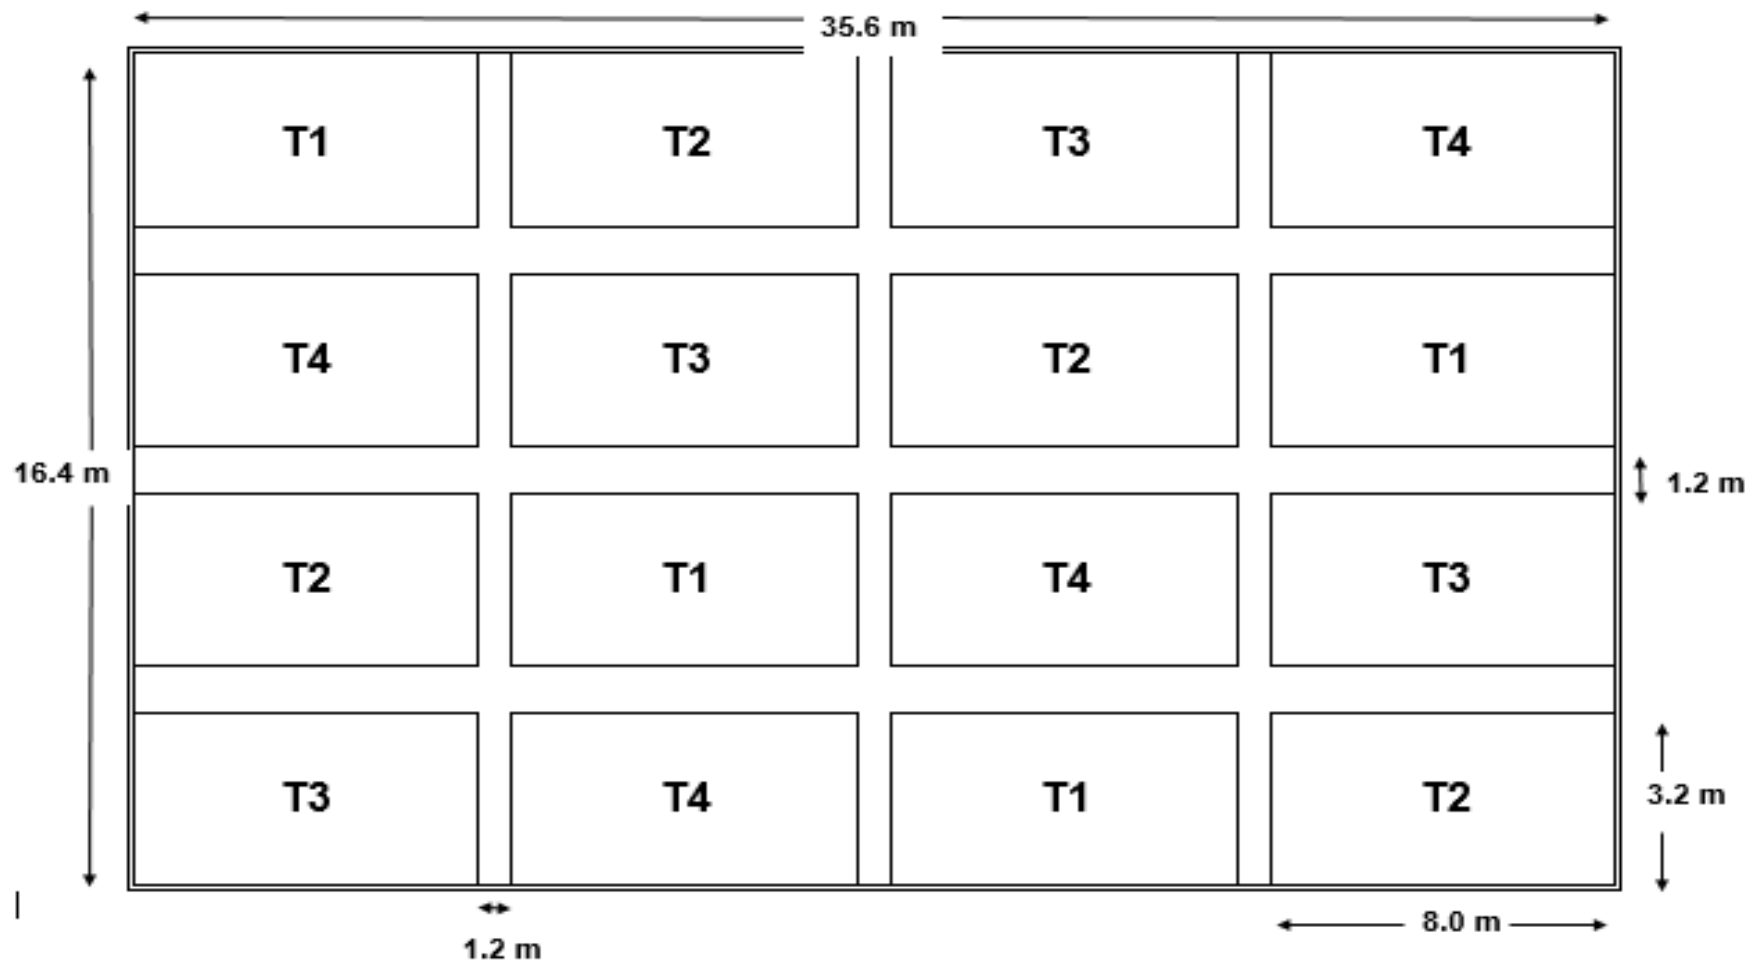 35.6 m
T1 T2 T3 T4
T4 T3 T2 T1
16.4 m
1.2 m
T2 T1 T4 T3
T3 T4 T1 T2
3.2 m
8.0 m
1.2 m